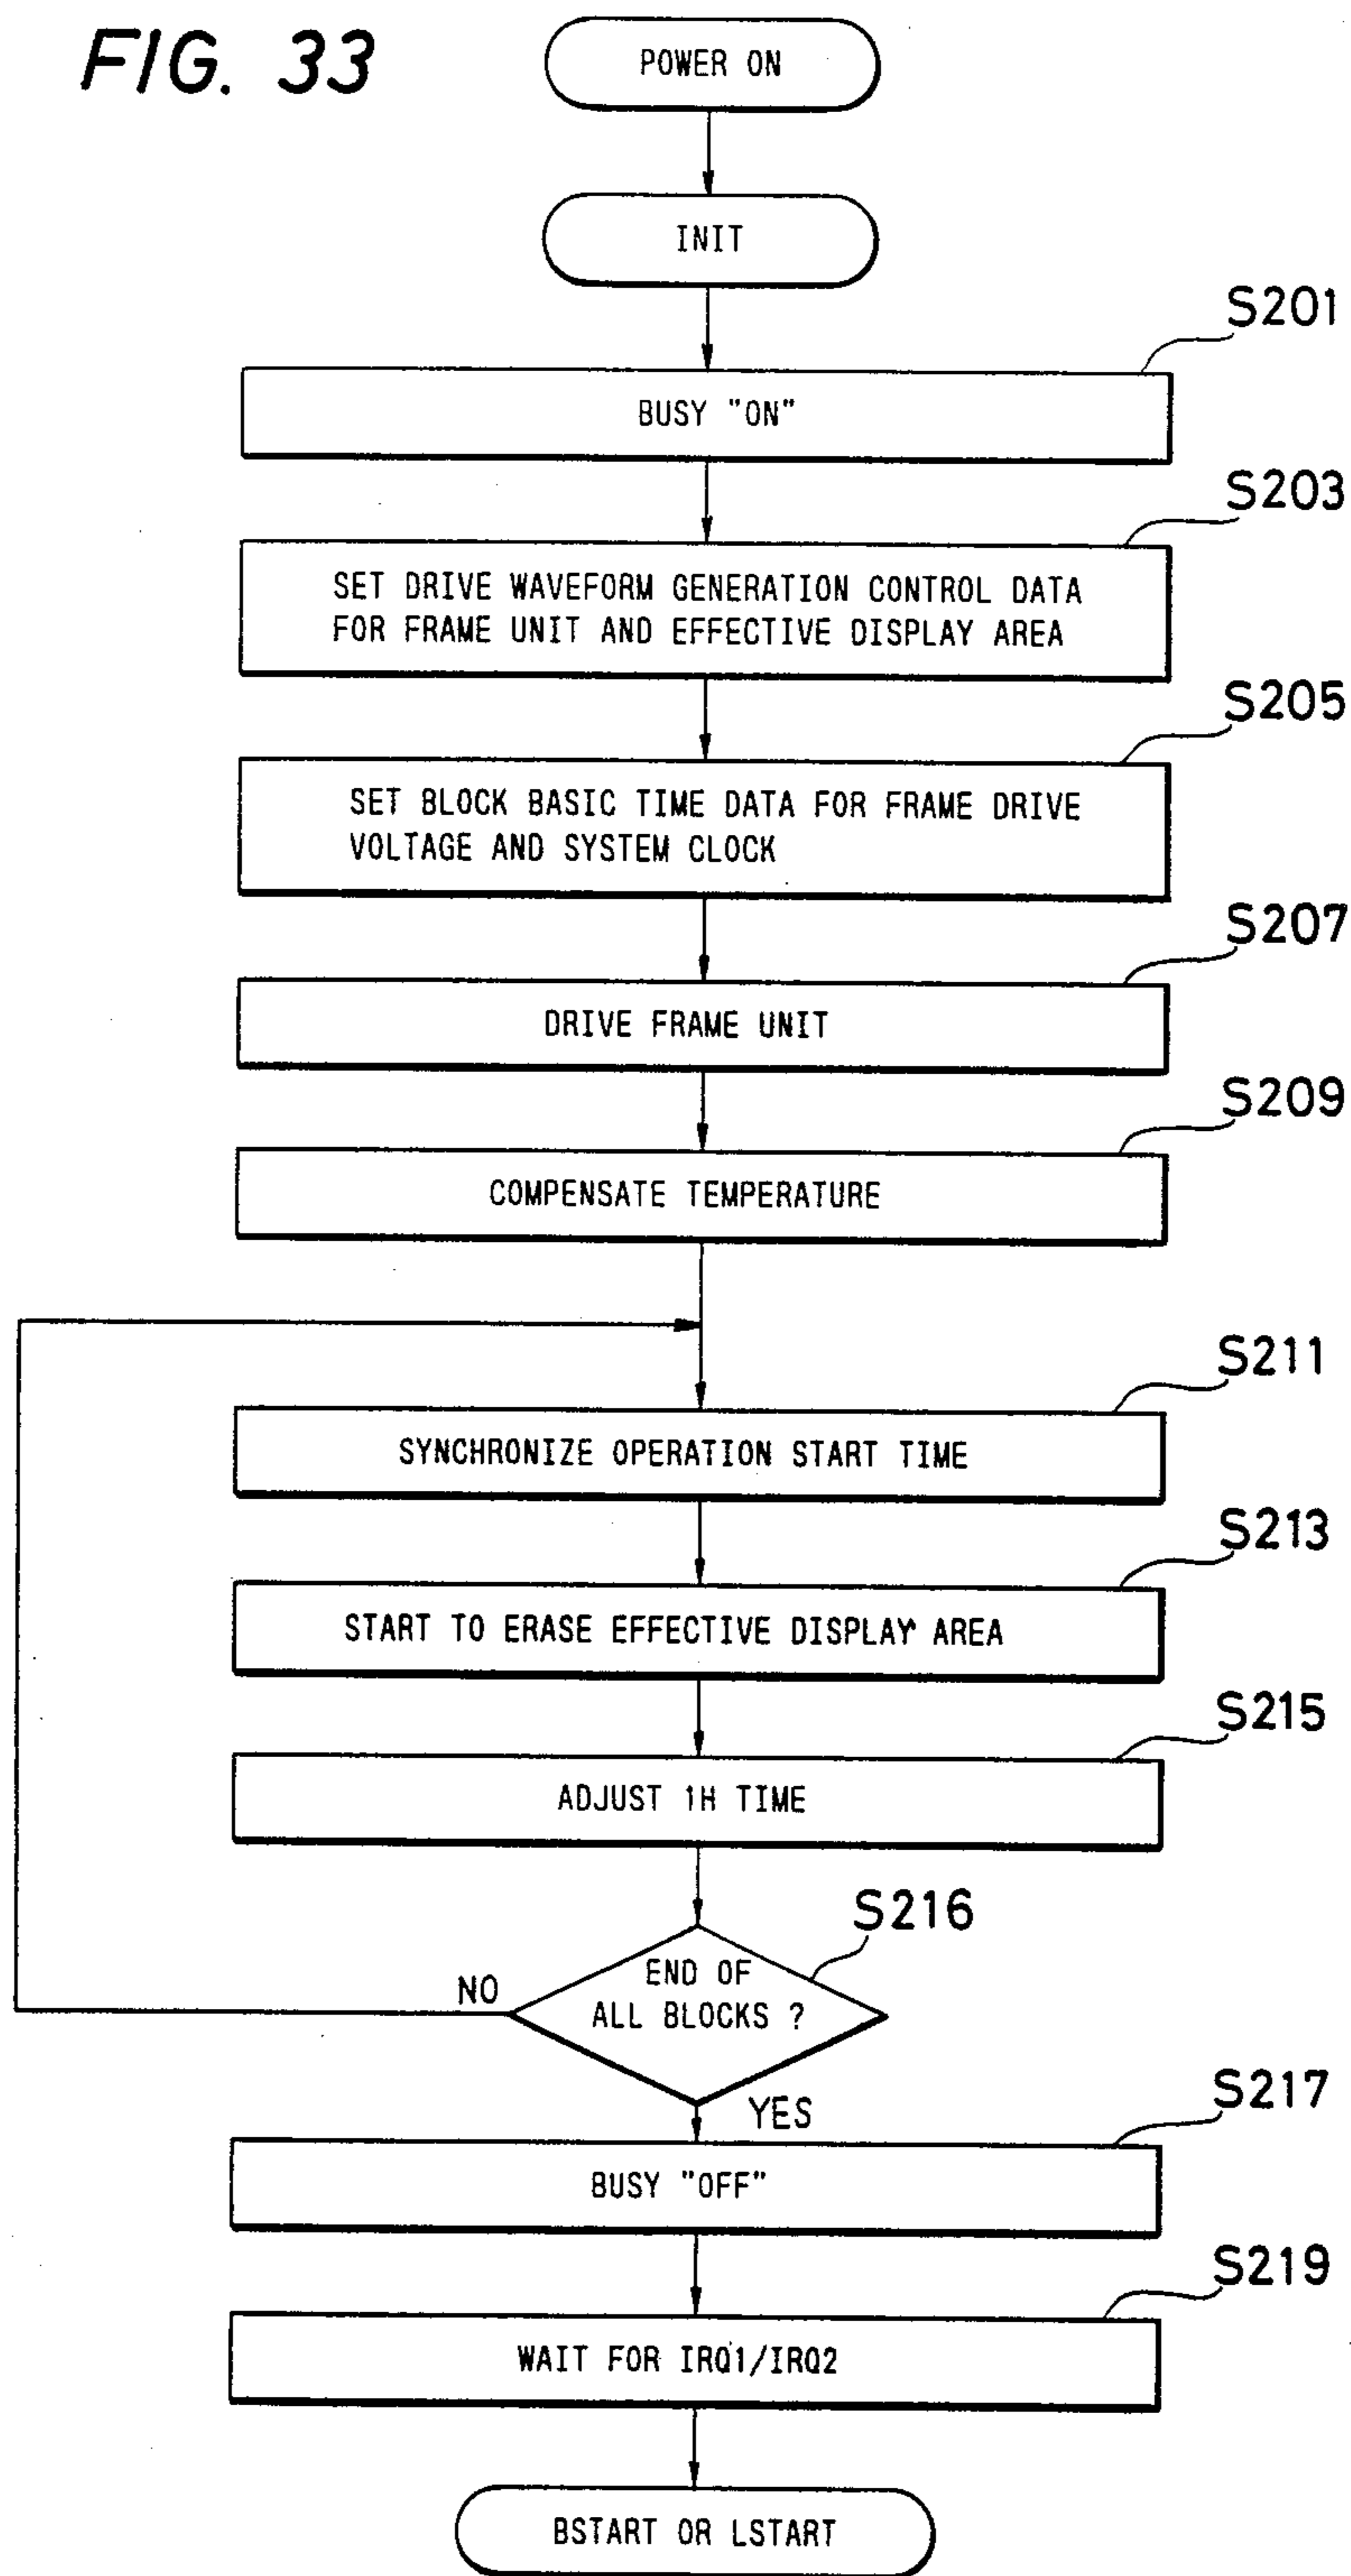 FIG. 33
POWER ON
INIT
S201
BUSY "ON"
S203
SET DRIVE WAVEFORM GENERATION CONTROL DATA
FOR FRAME UNIT AND EFFECTIVE DISPLAY AREA
S205
SET BLOCK BASIC TIME DATA FOR FRAME DRIVE
VOLTAGE AND SYSTEM CLOCK
S207
DRIVE FRAME UNIT
S209
COMPENSATE TEMPERATURE
S211
SYNCHRONIZE OPERATION START TIME
S213
START TO ERASE EFFECTIVE DISPLAY AREA
S215
ADJUST 1H TIME
S216
END OF
ALL BLOCKS ?
NO
YES
S217
BUSY "OFF"
S219
WAIT FOR IRQ1/IRQ2
BSTART OR LSTART